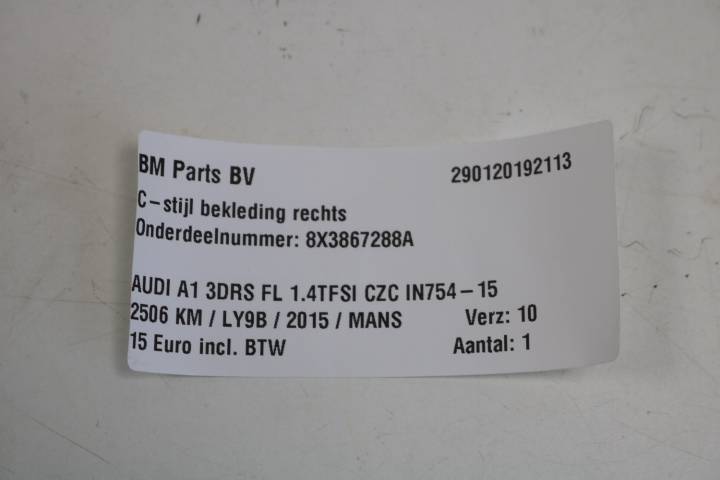 BM Parts BV 290120192113
C-stijl bekleding rechts
Onderdeelnummer: 8X3867288A
AUDI A1 3DRS FL 1.4TFSI CZC IN754-15
2506 KM / LY9B / 2015 / MANS Verz: 10
15 Euro incl. BTW Aantal: 1